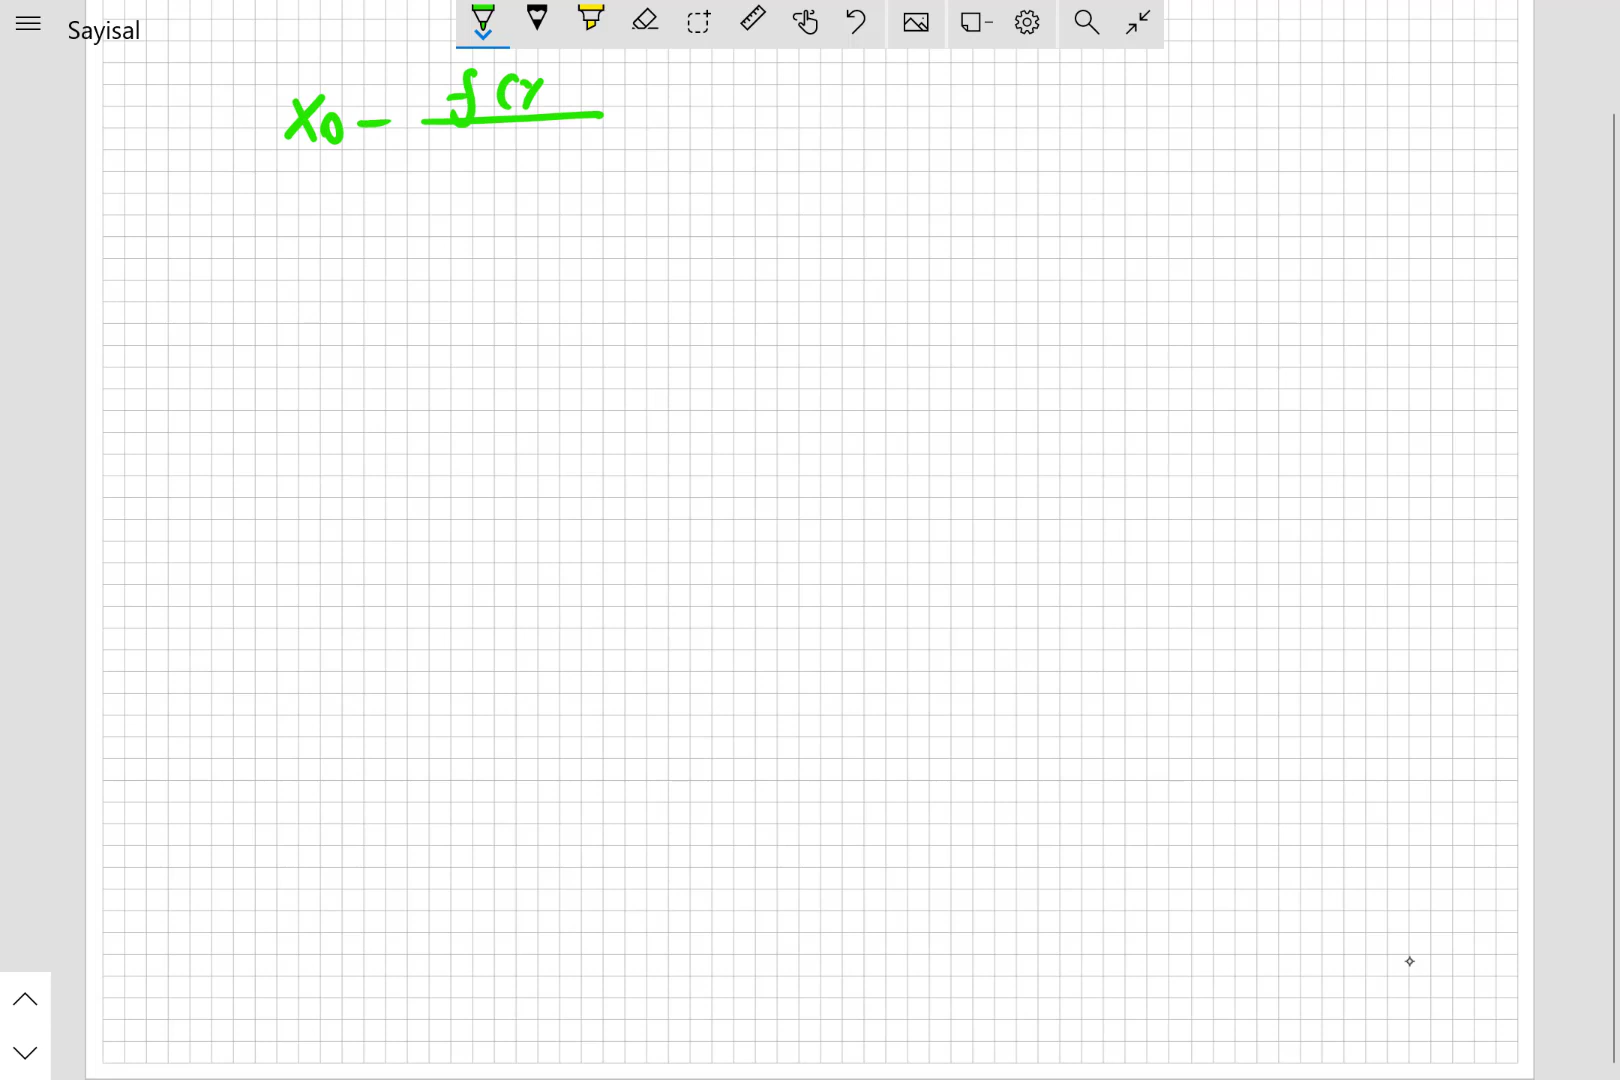 Sayisal
x₀ - f(x